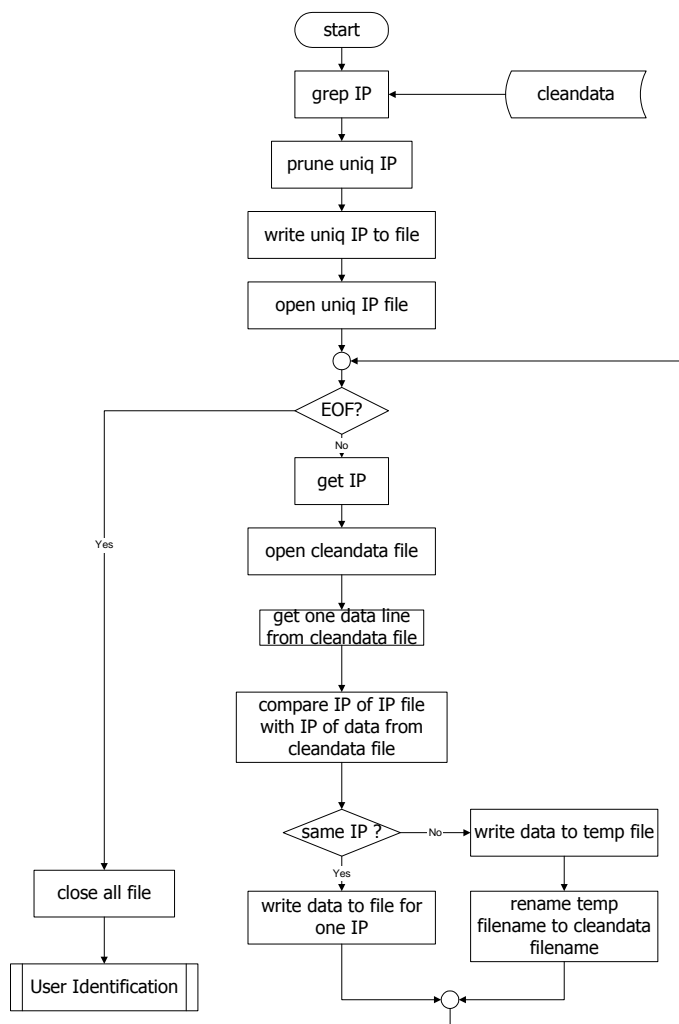 start
grep IP
cleandata
prune uniq IP
write uniq IP to file
open uniq IP file
EOF?
No
get IP
Yes
open cleandata file
get one data line
from cleandata file
compare IP of IP file
with IP of data from
cleandata file
same IP ?
No
write data to temp file
Yes
close all file
write data to file for
one IP
rename temp
filename to cleandata
filename
User Identification